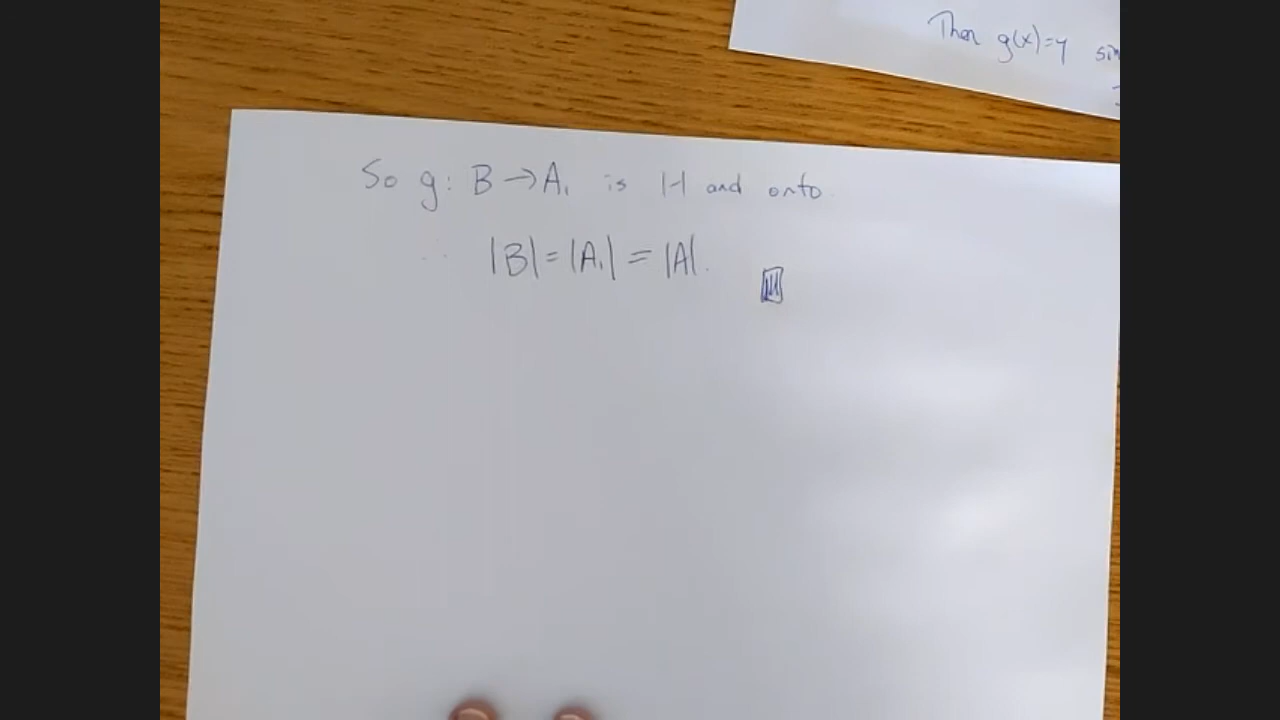 Then g(x)=y
So g: B→A₁ is 1-1 and onto
∴ |B|=|A₁|=|A|.